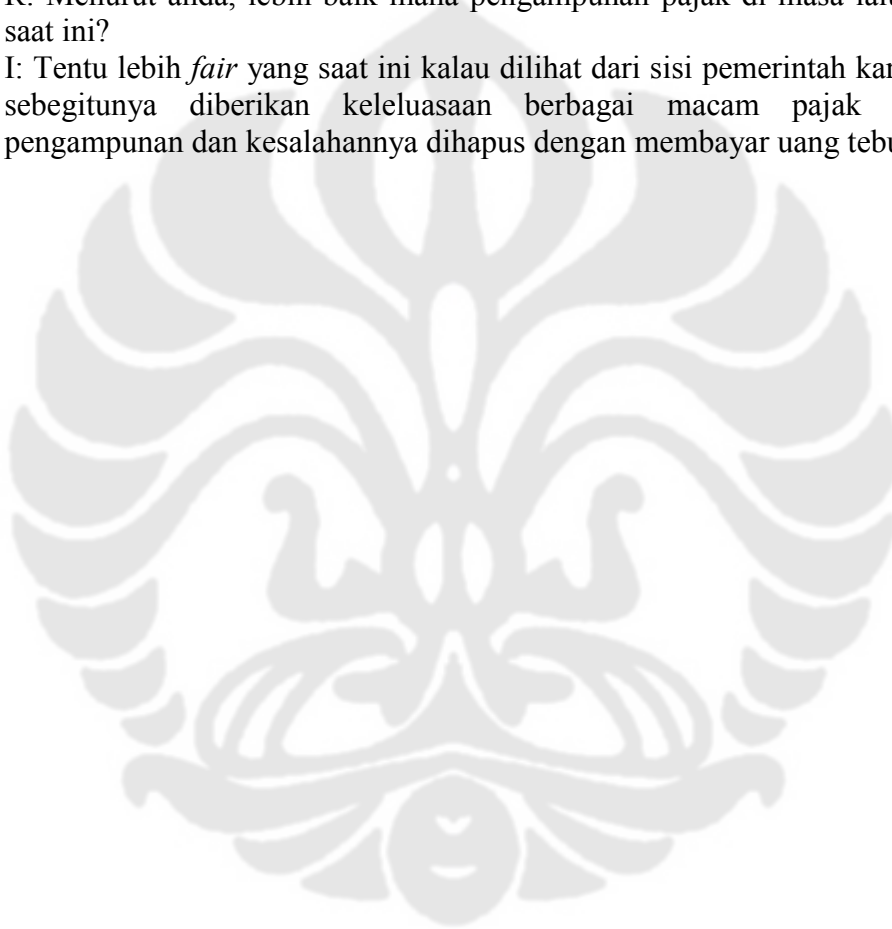 R: Menurut anda, lebih baik mana pengampunan pajak di masa
saat ini?
I: Tentu lebih fair yang saat ini kalau dilihat dari sisi pemerintah
sebegitunya diberikan keleluasaan berbagai macam pajak
pengampunan dan kesalahannya dihapus dengan membayar uang